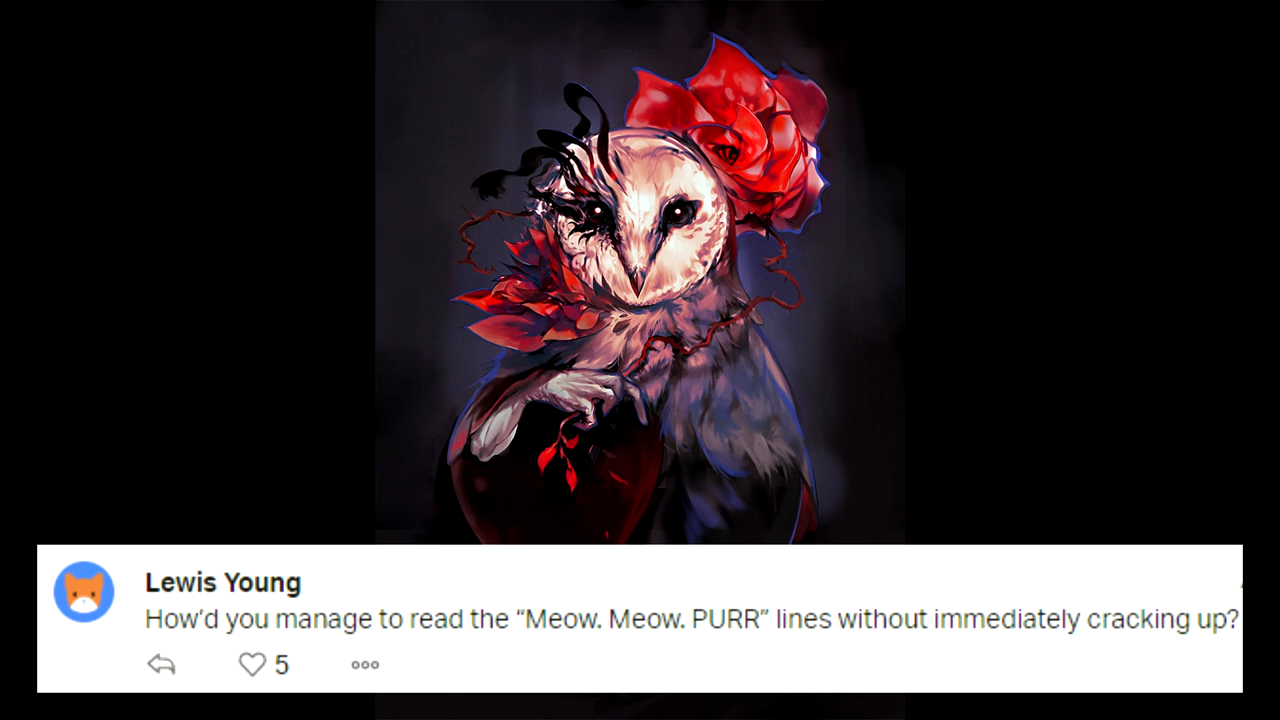 Lewis Young
How’d you manage to read the “Meow. Meow. PURR” lines without immediately cracking up?
5